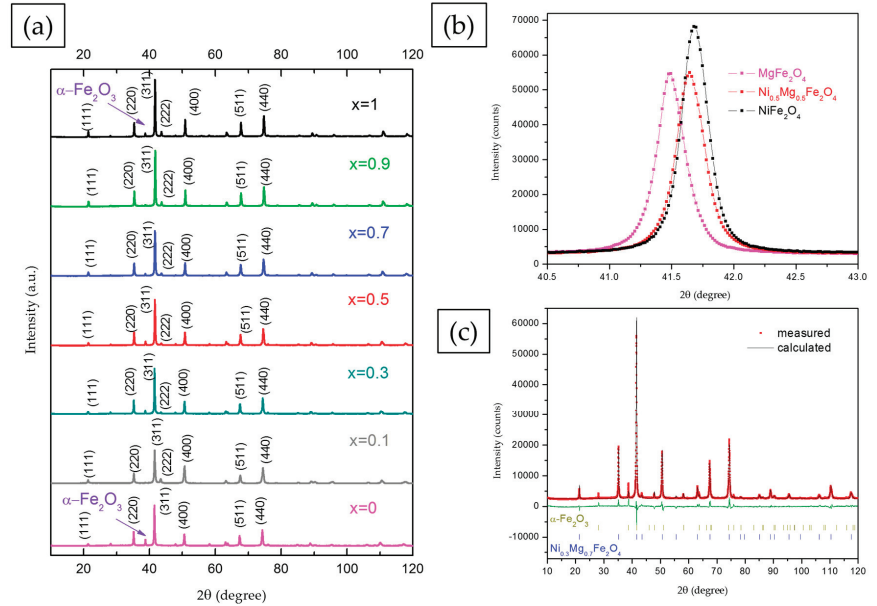 (a)
20 40 60 80 100 120
α−Fe₂O₃
(111) (220) (311) (222) (400) (511) (440) x=1
(111) (220) (311) (222) (400) (511) (440) x=0.9
(111) (220) (311) (222) (400) (511) (440) x=0.7
(111) (220) (311) (222) (400) (511) (440) x=0.5
(111) (220) (311) (222) (400) (511) (440) x=0.3
(111) (220) (311) (222) (400) (511) (440) x=0.1
α−Fe₂O₃
(111) (220) (311) (400) (511) (440) x=0
Intensity (a.u.)
20 40 60 80 100 120
2θ (degree)
(b)
70000
60000
50000
40000
30000
20000
10000
0
Intensity (counts)
MgFe₂O₄
Ni₀.₅Mg₀.₅Fe₂O₄
NiFe₂O₄
40.5 41.0 41.5 42.0 42.5 43.0
2θ (degree)
(c)
60000
50000
40000
30000
20000
10000
0
-10000
Intensity (counts)
measured
calculated
α-Fe₂O₃
Ni₀.₃Mg₀.₇Fe₂O₄
10 20 30 40 50 60 70 80 90 100 110 120
2θ (degree)